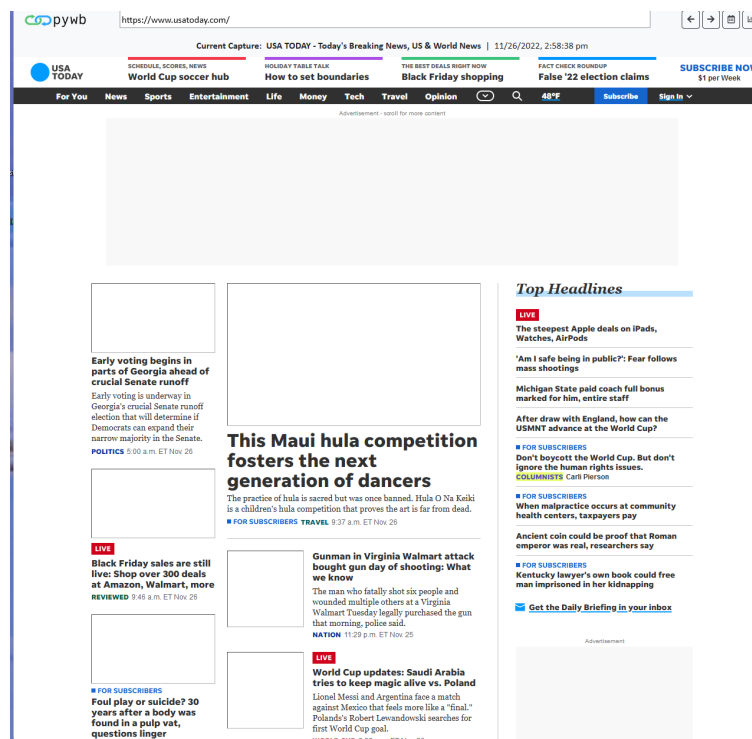 pywb
https://www.usatoday.com/
Current Capture: USA TODAY - Today's Breaking News, US & World News | 11/26/2022, 2:58:38 pm
USA
TODAY
SCHEDULE, SCORES, NEWS
World Cup soccer hub
HOLIDAY TABLE TALK
How to set boundaries
THE BEST DEALS RIGHT NOW
Black Friday shopping
FACT CHECK ROUNDUP
False '22 election claims
SUBSCRIBE NOW
$1 per Week
For You News Sports Entertainment Life Money Tech Travel Opinion 48°F Subscribe Sign In
Advertisement - scroll for more content
Early voting begins in
parts of Georgia ahead of
crucial Senate runoff
Early voting is underway in
Georgia's crucial Senate runoff
election that will determine if
Democrats can expand their
narrow majority in the Senate.
POLITICS 5:00 a.m. ET Nov. 26
LIVE
Black Friday sales are still
live: Shop over 300 deals
at Amazon, Walmart, more
REVIEWED 9:46 a.m. ET Nov. 26
FOR SUBSCRIBERS
Foul play or suicide? 30
years after a body was
found in a pulp vat,
questions linger
This Maui hula competition
fosters the next
generation of dancers
The practice of hula is sacred but was once banned. Hula O Na Keiki
is a children's hula competition that proves the art is far from dead.
FOR SUBSCRIBERS TRAVEL 9:37 a.m. ET Nov. 26
Gunman in Virginia Walmart attack
bought gun day of shooting: What
we know
The man who fatally shot six people and
wounded multiple others at a Virginia
Walmart Tuesday legally purchased the gun
that morning, police said.
NATION 11:29 p.m. ET Nov. 25
LIVE
World Cup updates: Saudi Arabia
tries to keep magic alive vs. Poland
Lionel Messi and Argentina face a match
against Mexico that feels more like a "final."
Polands's Robert Lewandowski searches for
first World Cup goal.
Top Headlines
LIVE
The steepest Apple deals on iPads,
Watches, AirPods
'Am I safe being in public?': Fear follows
mass shootings
Michigan State paid coach full bonus
marked for him, entire staff
After draw with England, how can the
USMNT advance at the World Cup?
FOR SUBSCRIBERS
Don't boycott the World Cup. But don't
ignore the human rights issues.
COLUMNISTS Carli Pierson
FOR SUBSCRIBERS
When malpractice occurs at community
health centers, taxpayers pay
Ancient coin could be proof that Roman
emperor was real, researchers say
FOR SUBSCRIBERS
Kentucky lawyer's own book could free
man imprisoned in her kidnapping
Get the Daily Briefing in your inbox
Advertisement